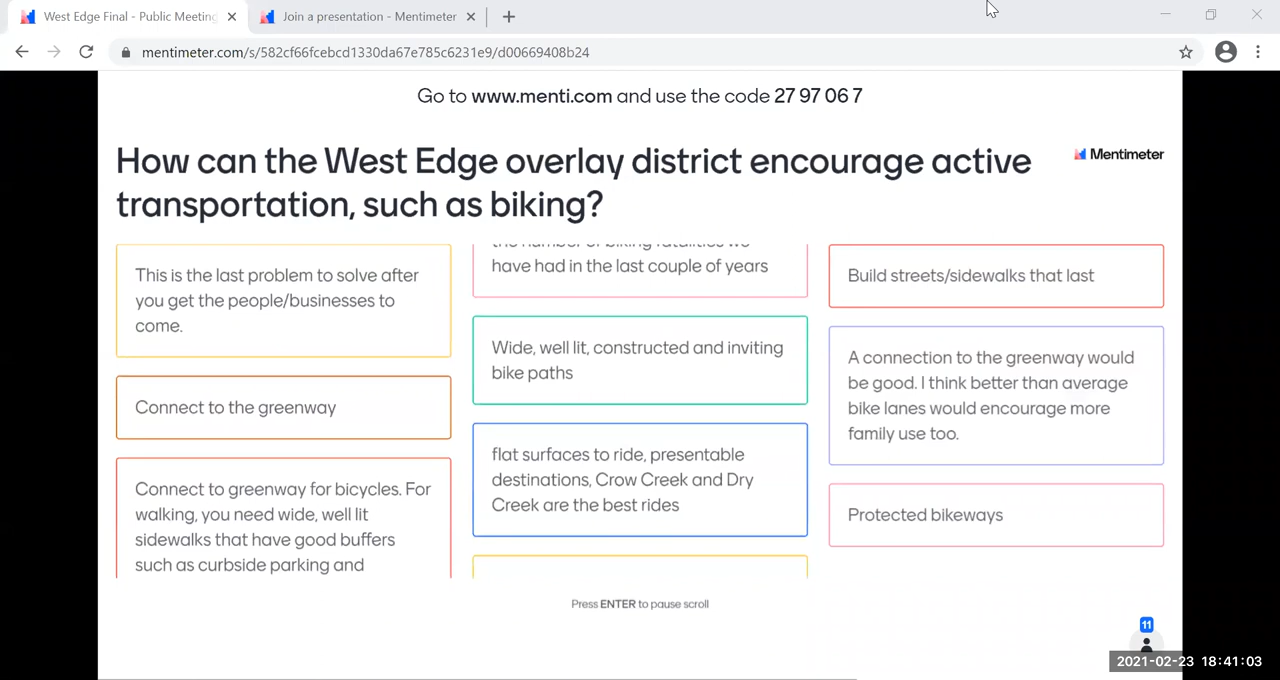 West Edge Final - Public Meeting
Join a presentation - Mentimeter
mentimeter.com/s/582cf66fcebcd1330da67e785c6231e9/d00669408b24
Go to www.menti.com and use the code 27 97 06 7
How can the West Edge overlay district encourage active
transportation, such as biking?
Mentimeter
This is the last problem to solve after
you get the people/businesses to
come.
Connect to the greenway
Connect to greenway for bicycles. For
walking, you need wide, well lit
sidewalks that have good buffers
such as curbside parking and
the number of biking fatalities we
have had in the last couple of years
Wide, well lit, constructed and inviting
bike paths
flat surfaces to ride, presentable
destinations, Crow Creek and Dry
Creek are the best rides
Build streets/sidewalks that last
A connection to the greenway would
be good. I think better than average
bike lanes would encourage more
family use too.
Protected bikeways
Press ENTER to pause scroll
11
2021-02-23 18:41:03